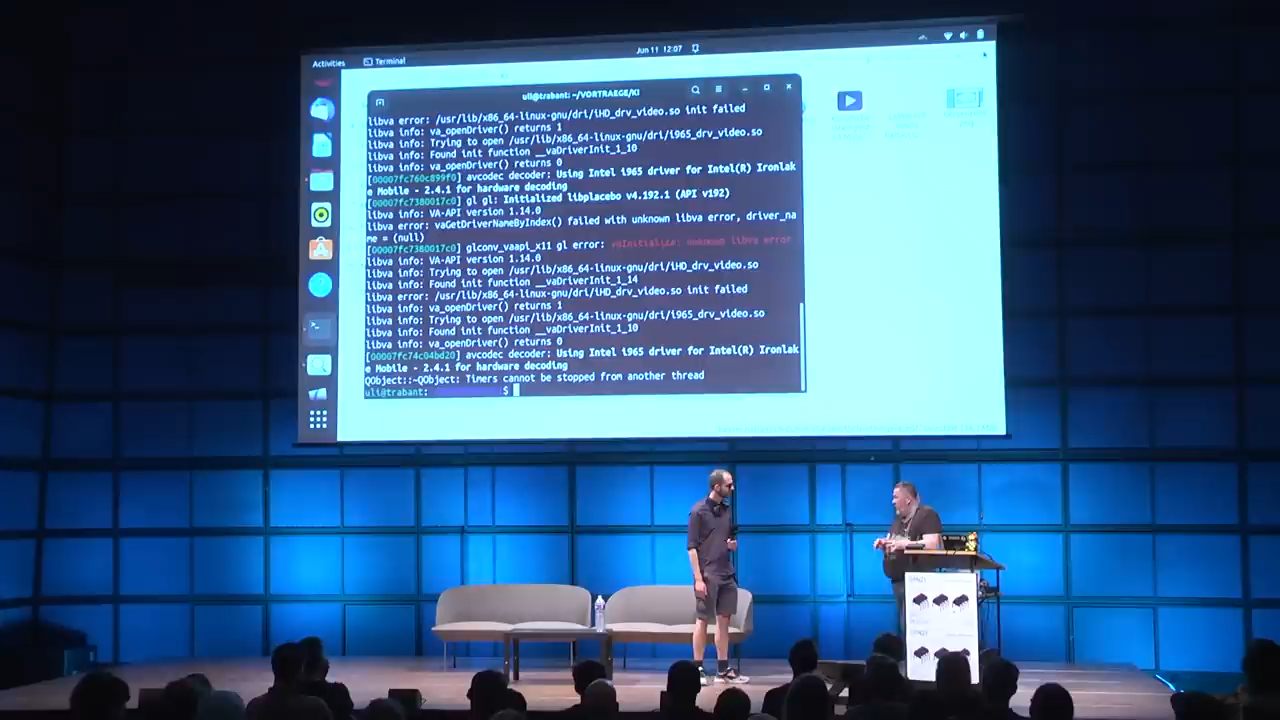 Jun 11 12:07
Activities
Terminal
uli@trabant: ~/VORTRAEGE/KI
libva error: /usr/lib/x86_64-linux-gnu/dri/iHD_drv_video.so init failed
libva info: va_openDriver() returns 1
libva info: Trying to open /usr/lib/x86_64-linux-gnu/dri/i965_drv_video.so
libva info: Found init function __vaDriverInit_1_10
libva info: va_openDriver() returns 0
[00007fc760c899f0] avcodec decoder: Using Intel i965 driver for Intel(R) Ironlak
e Mobile - 2.4.1 for hardware decoding
[00007fc7380017c0] gl gl: Initialized libplacebo v4.192.1 (API v192)
libva info: VA-API version 1.14.0
libva error: vaGetDriverNameByIndex() failed with unknown libva error, driver_na
me = (null)
[00007fc7380017c0] glconv_vaapi_x11 gl error: vaInitialize: unknown libva error
libva info: VA-API version 1.14.0
libva info: Trying to open /usr/lib/x86_64-linux-gnu/dri/iHD_drv_video.so
libva info: Found init function __vaDriverInit_1_14
libva error: /usr/lib/x86_64-linux-gnu/dri/iHD_drv_video.so init failed
libva info: va_openDriver() returns 1
libva info: Trying to open /usr/lib/x86_64-linux-gnu/dri/i965_drv_video.so
libva info: Found init function __vaDriverInit_1_10
libva info: va_openDriver() returns 0
[00007fc74c04bd20] avcodec decoder: Using Intel i965 driver for Intel(R) Ironlak
e Mobile - 2.4.1 for hardware decoding
QObject::~QObject: Timers cannot be stopped from another thread
uli@trabant: $